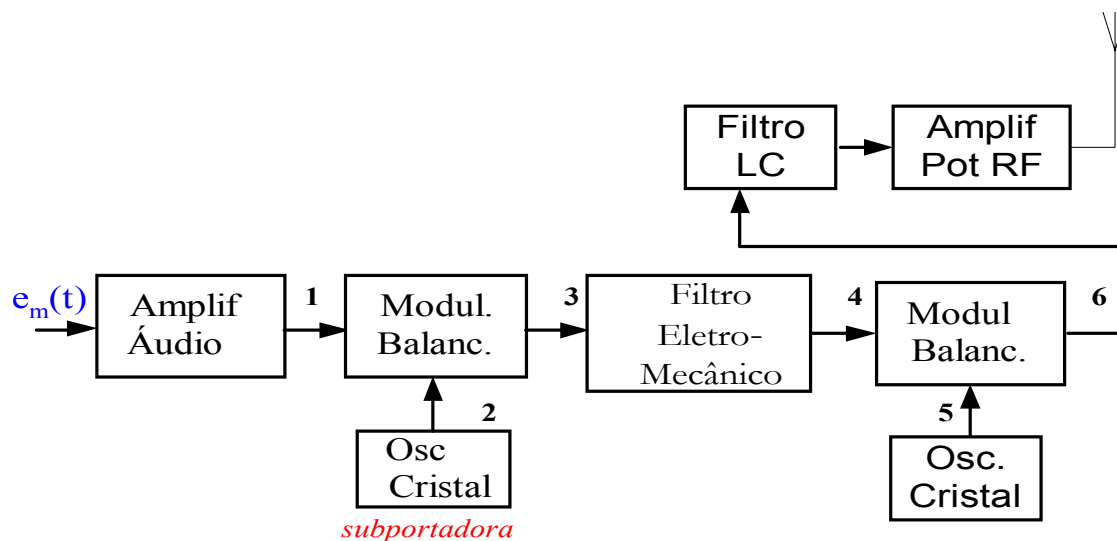 Filtro
LC
Amplif
Pot RF
e_m(t)
Amplif
Áudio
1
Modul.
Balanc.
3
Filtro
Eletro-
Mecânico
4
Modul
Balanc.
6
2
Osc
Cristal
subportadora
5
Osc.
Cristal